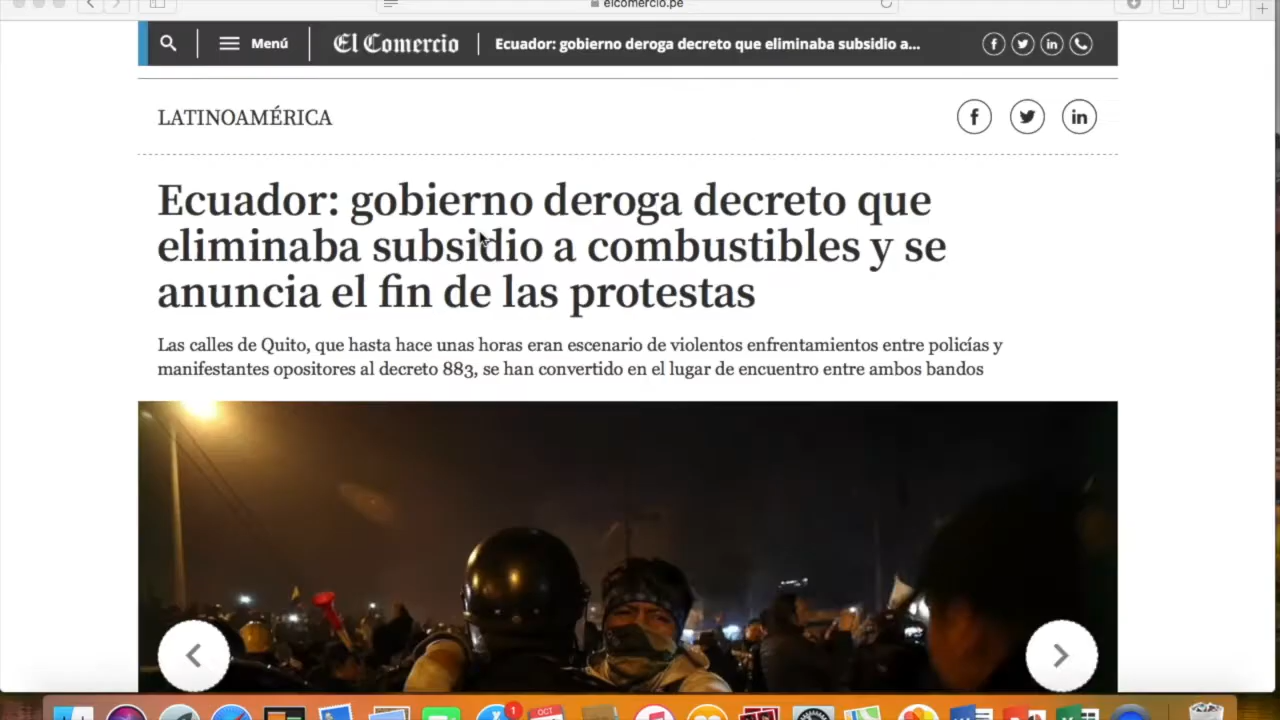 elcomercio.pe
Menú
El Comercio
Ecuador: gobierno deroga decreto que eliminaba subsidio a...
LATINOAMÉRICA
Ecuador: gobierno deroga decreto que
eliminaba subsidio a combustibles y se
anuncia el fin de las protestas
Las calles de Quito, que hasta hace unas horas eran escenario de violentos enfrentamientos entre policías y
manifestantes opositores al decreto 883, se han convertido en el lugar de encuentro entre ambos bandos
1
OCT